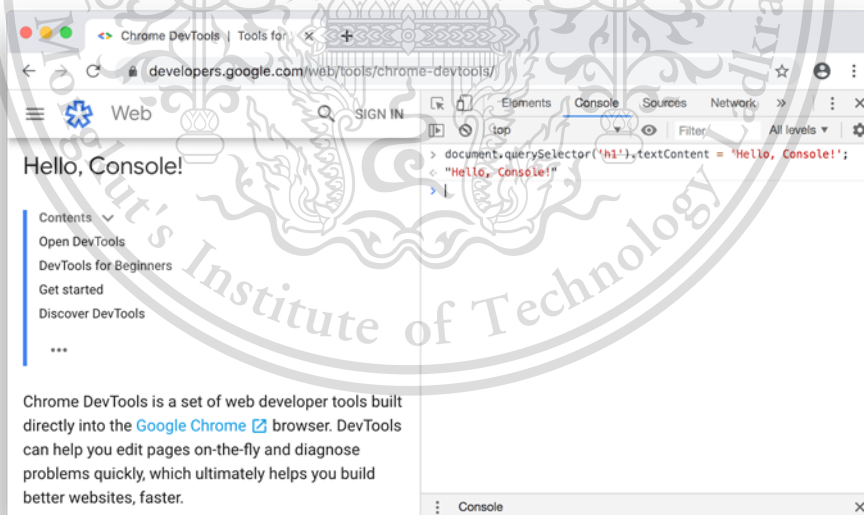 Chrome DevTools | Tools for
developers.google.com/web/tools/chrome-devtools/
Web
SIGN IN
Hello, Console!
Contents
Open DevTools
DevTools for Beginners
Get started
Discover DevTools
...
Chrome DevTools is a set of web developer tools built
directly into the Google Chrome browser. DevTools
can help you edit pages on-the-fly and diagnose
problems quickly, which ultimately helps you build
better websites, faster.
Elements Console Sources Network »
top Filter All levels ▼
> document.querySelector('h1').textContent = 'Hello, Console!';
< "Hello, Console!"
>
Console
Institute of Technology
Ladkra